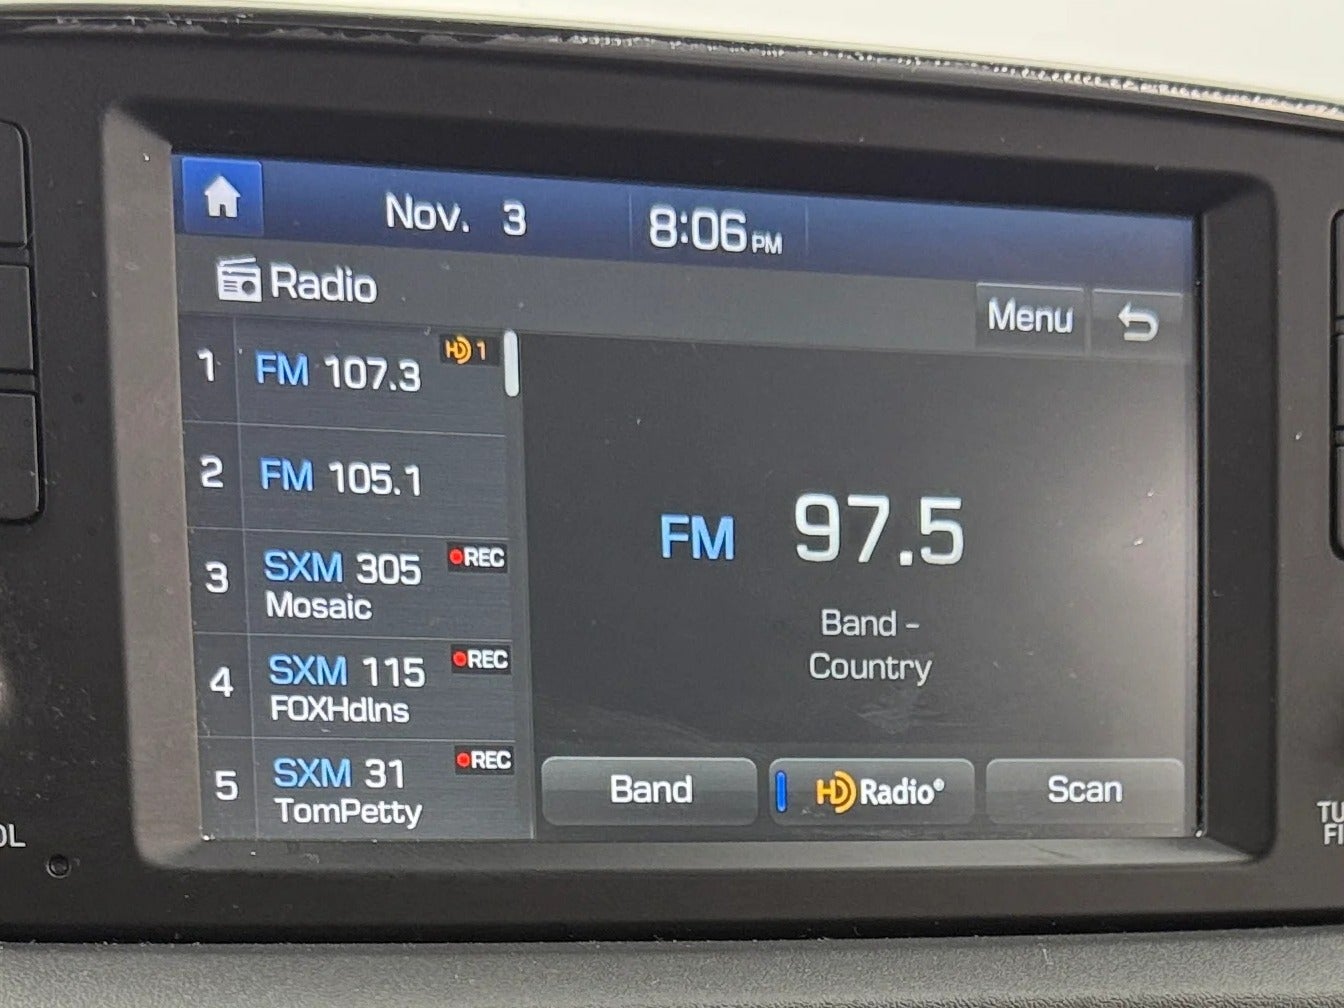 Nov. 3 8:06 PM
Radio
Menu
1 FM 107.3 HD 1
2 FM 105.1
3 SXM 305 REC
Mosaic
4 SXM 115 REC
FOXHdlns
5 SXM 31 REC
TomPetty
FM 97.5
Band -
Country
Band
HD Radio®
Scan